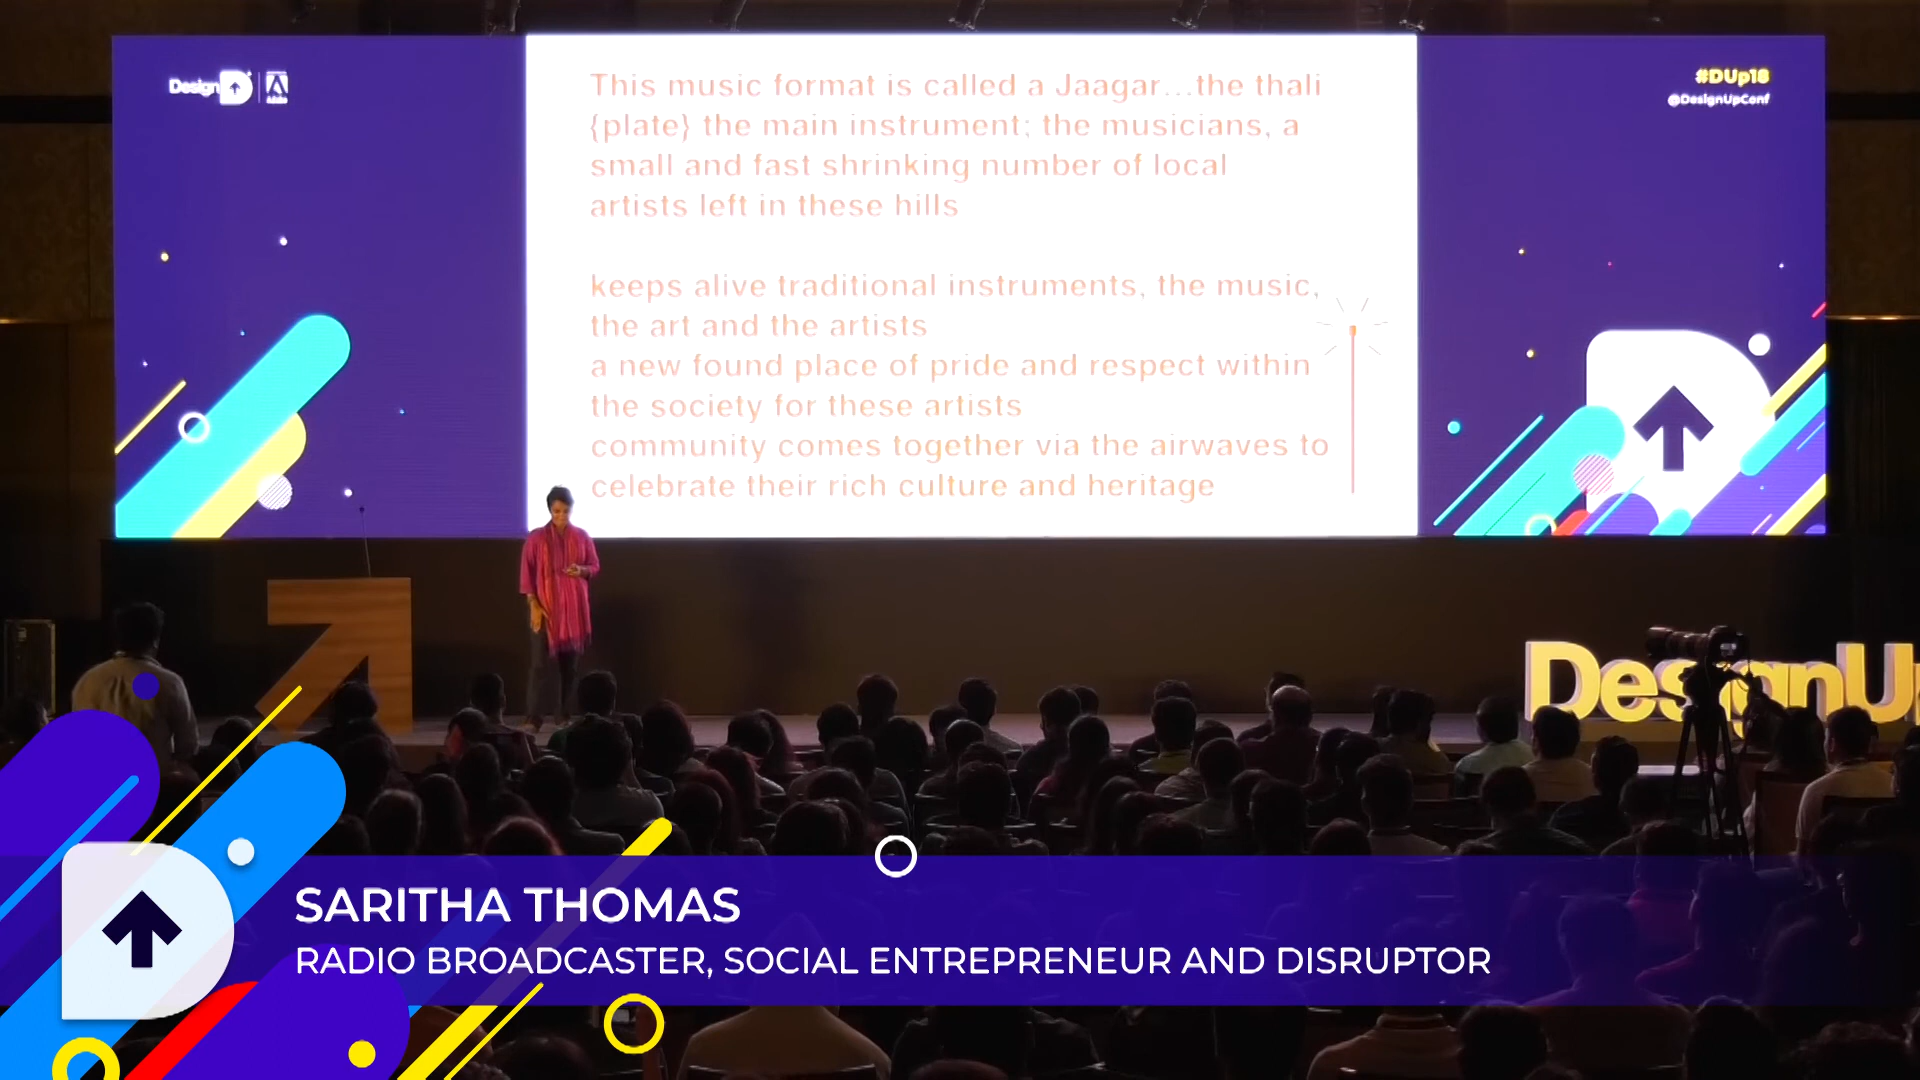 Design
Adobe
#DUp18
@DesignUpConf
This music format is called a Jaagar...the thali
{plate} the main instrument; the musicians, a
small and fast shrinking number of local
artists left in these hills
keeps alive traditional instruments, the music,
the art and the artists
a new found place of pride and respect within
the society for these artists
community comes together via the airwaves to
celebrate their rich culture and heritage
DesignUp
SARITHA THOMAS
RADIO BROADCASTER, SOCIAL ENTREPRENEUR AND DISRUPTOR